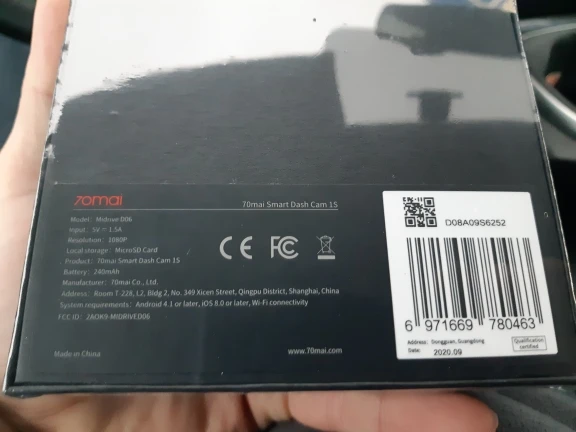 70mai
70mai Smart Dash Cam 1S
Model: Midrive D06
Input: 5V ⎓ 1.5A
Resolution: 1080P
Local storage: MicroSD Card
Product: 70mai Smart Dash Cam 1S
Battery: 240mAh
Manufacturer: 70mai Co., Ltd.
Address: Room T-228, L2, Bldg 2, No. 349 Xicen Street, Qingpu District, Shanghai, China
System requirements: Android 4.1 or later, iOS 8.0 or later, Wi-Fi connectivity
FCC ID: 2AOK9-MIDRIVED06
CE FC
Made in China
www.70mai.com
D08A09S6252
6 971669 780463
Address: Dongguan, Guangdong
Date: 2020.09
Qualification
certified